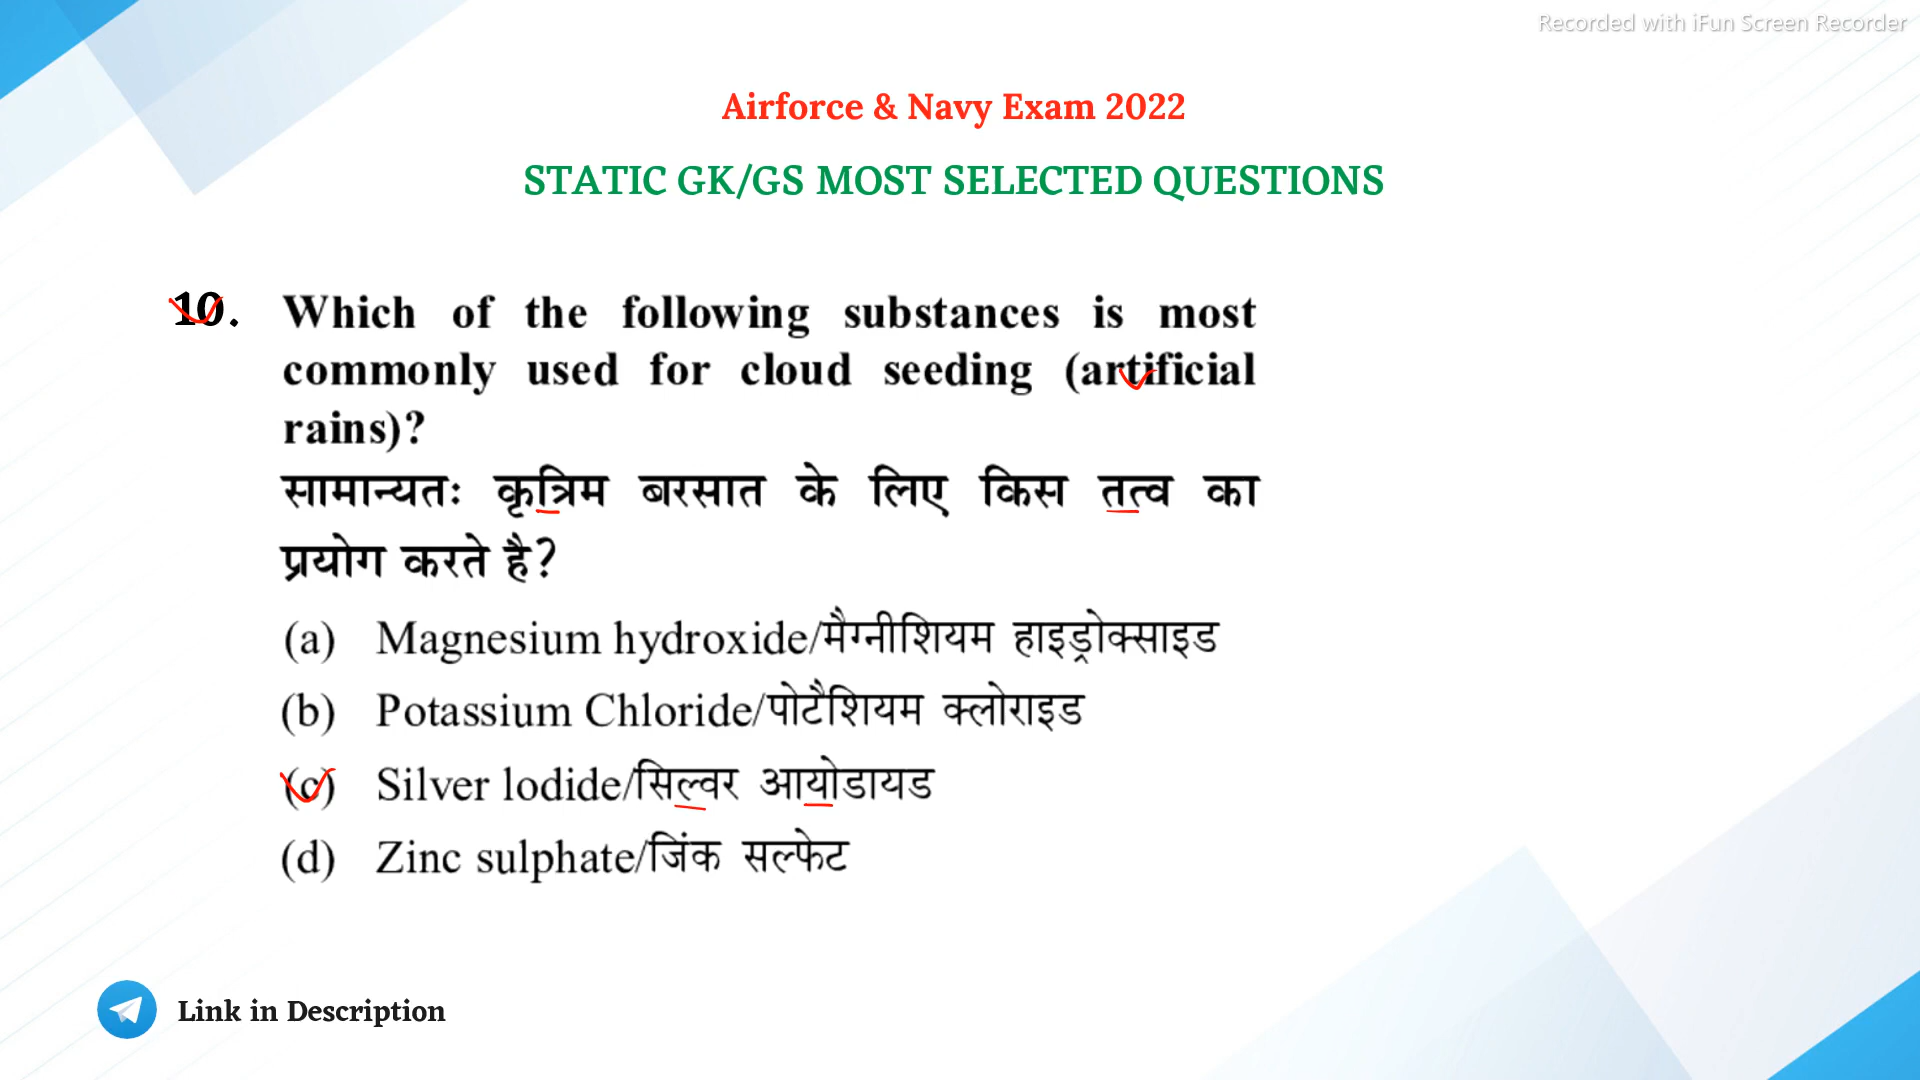 Recorded with iFun Screen Recorder
Airforce & Navy Exam 2022
STATIC GK/GS MOST SELECTED QUESTIONS
10. Which of the following substances is most
commonly used for cloud seeding (artificial
rains)?
सामान्यतः कृत्रिम बरसात के लिए किस तत्व का
प्रयोग करते है?
(a) Magnesium hydroxide/मैग्नीशियम हाइड्रोक्साइड
(b) Potassium Chloride/पोटैशियम क्लोराइड
(c) Silver lodide/सिल्वर आयोडायड
(d) Zinc sulphate/जिंक सल्फेट
Link in Description